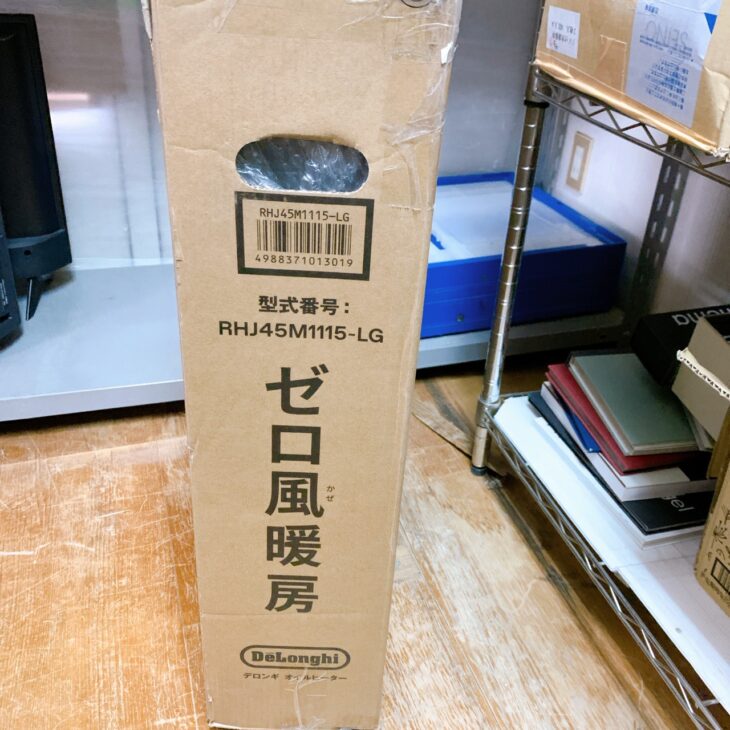 RHJ45M1115-LG
4988371013019
型式番号：
RHJ45M1115-LG
ゼロ風暖房
かぜ
DeLonghi
デロンギ オイルヒーター